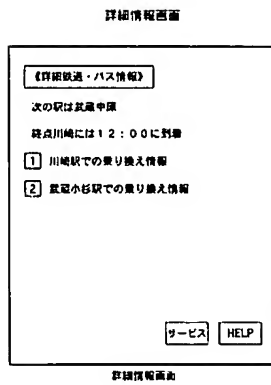 詳細情報画面
《詳細鉄道・バス情報》
次の駅は武蔵中原
終点川崎には12:00に到着
1 川崎駅での乗り換え情報
2 武蔵小杉駅での乗り換え情報
サービス HELP
詳細情報画面